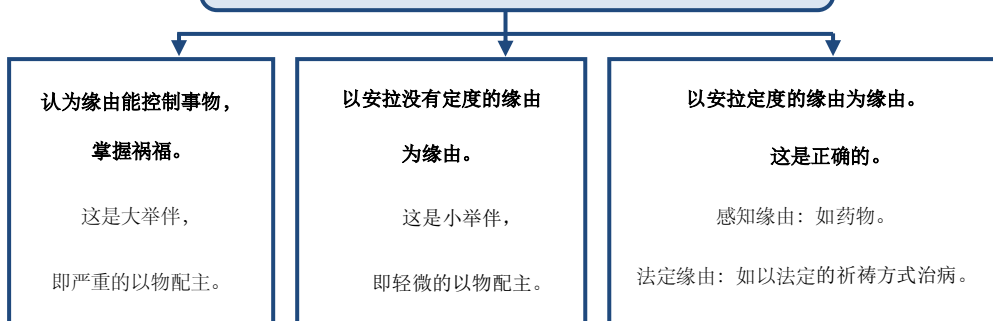 认为缘由能控制事物，
掌握祸福。
这是大举伴，
即严重的以物配主。
以安拉没有定度的缘由
为缘由。
这是小举伴，
即轻微的以物配主。
以安拉定度的缘由为缘由。
这是正确的。
感知缘由：如药物。
法定缘由：如以法定的祈祷方式治病。